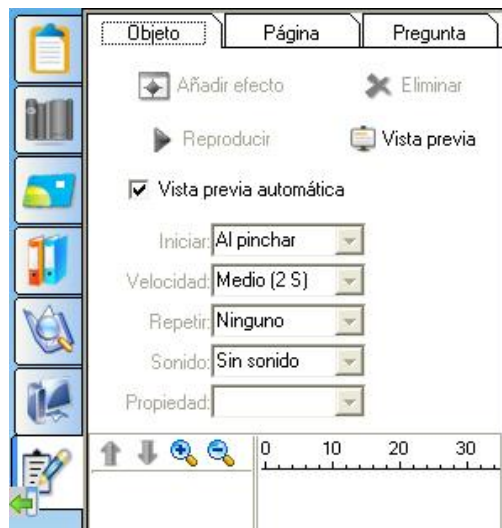 Objeto Página Pregunta
Añadir efecto Eliminar
Reproducir Vista previa
Vista previa automática
Iniciar: Al pinchar
Velocidad: Medio (2 S)
Repetir: Ninguno
Sonido: Sin sonido
Propiedad:
0 10 20 30